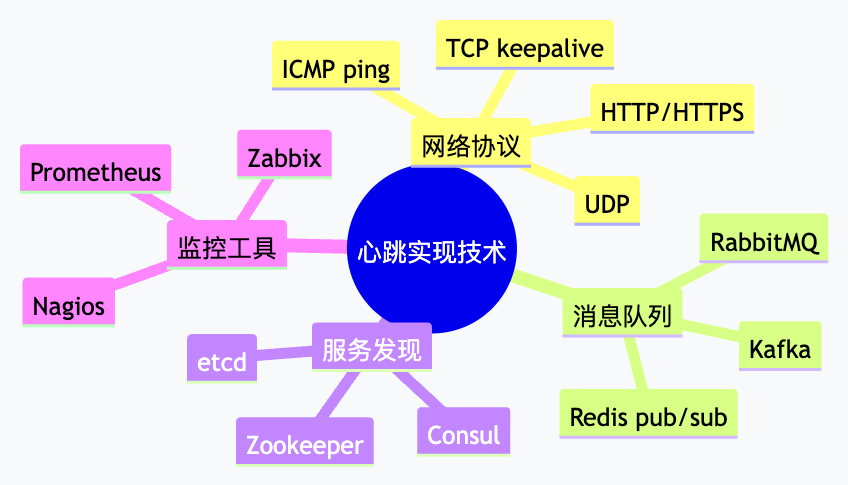 心跳实现技术
网络协议
ICMP ping
TCP keepalive
HTTP/HTTPS
UDP
消息队列
RabbitMQ
Kafka
Redis pub/sub
服务发现
etcd
Zookeeper
Consul
监控工具
Prometheus
Zabbix
Nagios